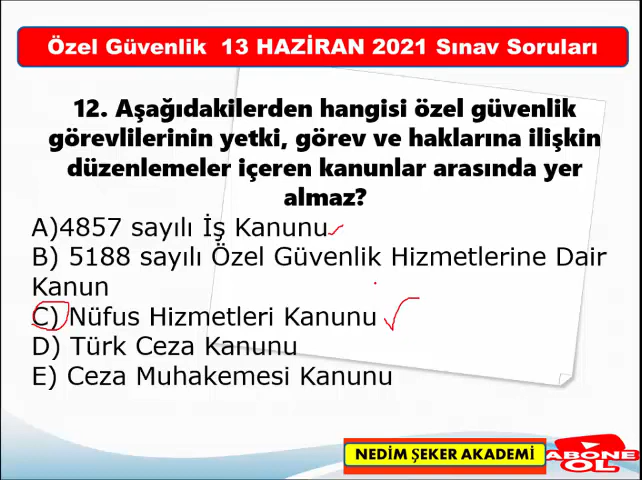 Özel Güvenlik 13 HAZİRAN 2021 Sınav Soruları
12. Aşağıdakilerden hangisi özel güvenlik
görevlilerinin yetki, görev ve haklarına ilişkin
düzenlemeler içeren kanunlar arasında yer
almaz?
A)4857 sayılı İş Kanunu
B) 5188 sayılı Özel Güvenlik Hizmetlerine Dair
Kanun
C) Nüfus Hizmetleri Kanunu
D) Türk Ceza Kanunu
E) Ceza Muhakemesi Kanunu
NEDİM ŞEKER AKADEMİ
ABONE
OL